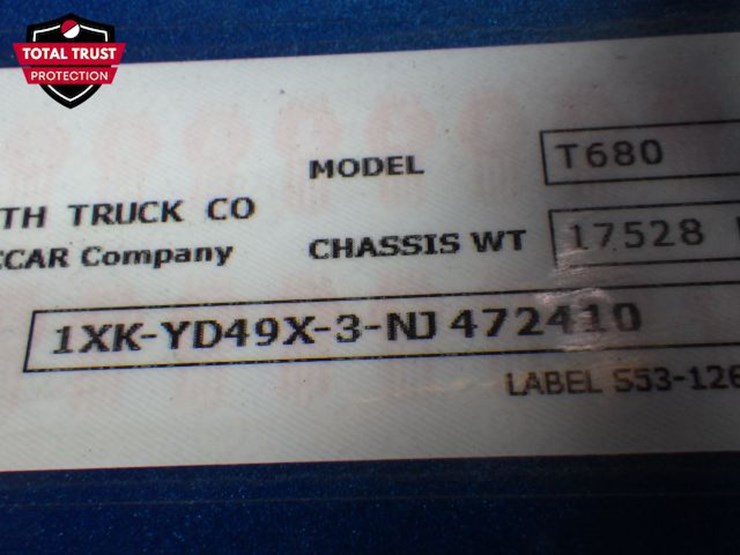 TOTAL TRUST
PROTECTION
MODEL T680
TH TRUCK CO
CCAR Company
CHASSIS WT 17528
1XK-YD49X-3-NJ472410
LABEL S53-126